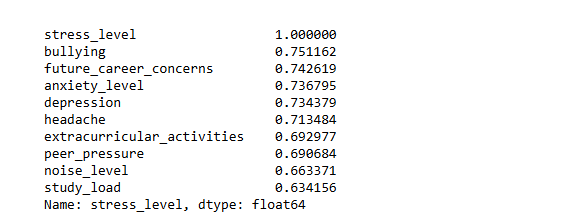 stress_level 1.000000
bullying 0.751162
future_career_concerns 0.742619
anxiety_level 0.736795
depression 0.734379
headache 0.713484
extracurricular_activities 0.692977
peer_pressure 0.690684
noise_level 0.663371
study_load 0.634156
Name: stress_level, dtype: float64